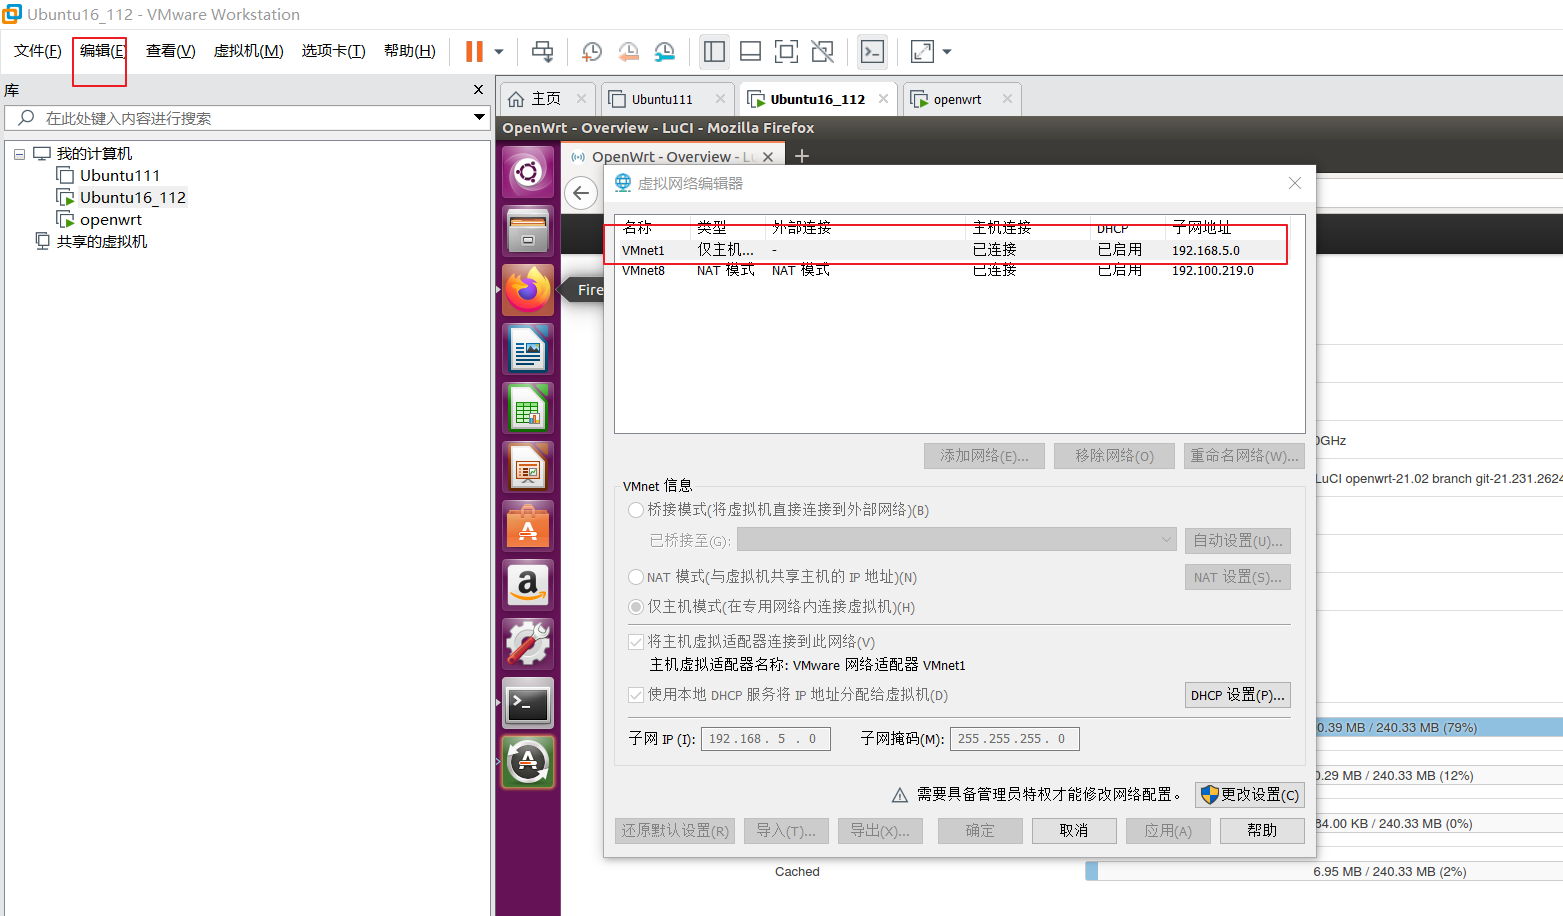 Ubuntu16_112 - VMware Workstation
文件(F) 编辑(E) 查看(V) 虚拟机(M) 选项卡(T) 帮助(H)
库
在此处键入内容进行搜索
我的计算机
Ubuntu111
Ubuntu16_112
openwrt
共享的虚拟机
主页 Ubuntu111 Ubuntu16_112 openwrt
OpenWrt - Overview - LuCI - Mozilla Firefox
OpenWrt - Overview - Lu
Fire
虚拟网络编辑器
名称 类型 外部连接 主机连接 DHCP 子网地址
VMnet1 仅主机... - 已连接 已启用 192.168.5.0
VMnet8 NAT 模式 NAT 模式 已连接 已启用 192.100.219.0
添加网络(E)... 移除网络(O) 重命名网络(W)...
VMnet 信息
桥接模式(将虚拟机直接连接到外部网络)(B)
已桥接至(G): 自动设置(U)...
NAT 模式(与虚拟机共享主机的 IP 地址)(N) NAT 设置(S)...
仅主机模式(在专用网络内连接虚拟机)(H)
将主机虚拟适配器连接到此网络(V)
主机虚拟适配器名称: VMware 网络适配器 VMnet1
使用本地 DHCP 服务将 IP 地址分配给虚拟机(D) DHCP 设置(P)...
子网 IP (I): 192.168. 5 . 0 子网掩码(M): 255.255.255. 0
需要具备管理员特权才能修改网络配置。 更改设置(C)
还原默认设置(R) 导入(T)... 导出(X)... 确定 取消 应用(A) 帮助
0GHz
LuCI openwrt-21.02 branch git-21.231.2624
0.39 MB / 240.33 MB (79%)
0.29 MB / 240.33 MB (12%)
84.00 KB / 240.33 MB (0%)
Cached 6.95 MB / 240.33 MB (2%)